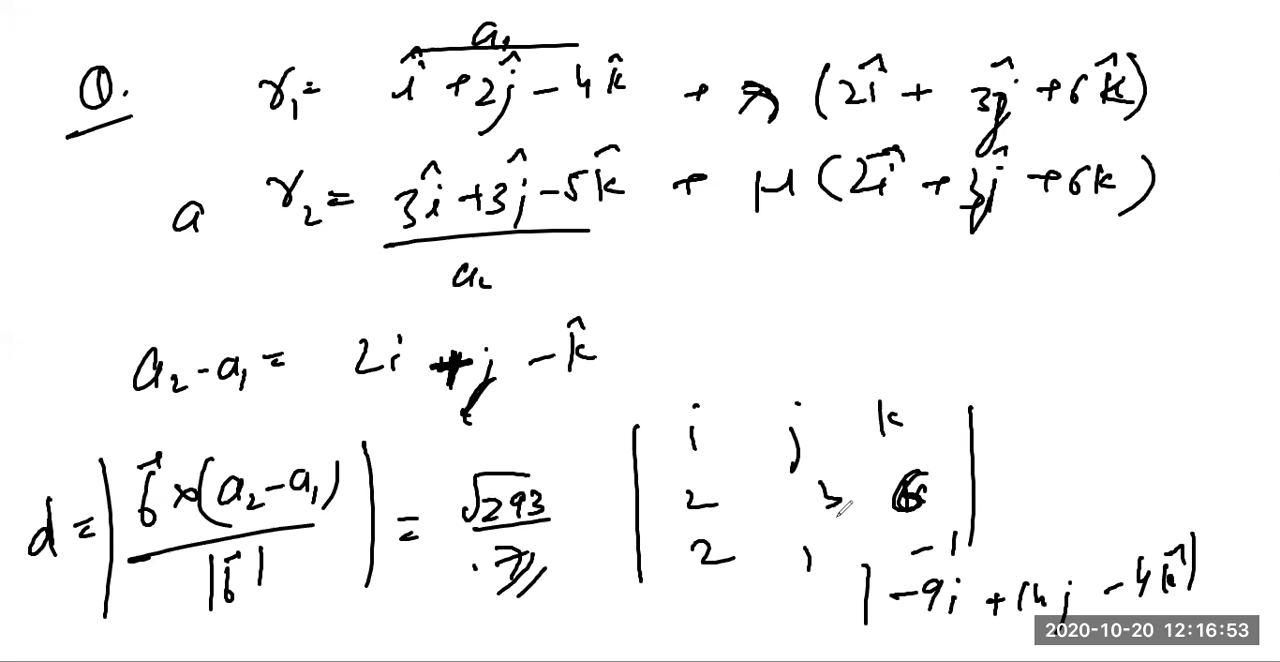 a₁
Q. r₁ = î + 2ĵ - 4k̂ + λ (2î + 3ĵ + 6k̂)
a r₂ = 3î + 3ĵ - 5k̂ + μ (2î + 3ĵ + 6k)
a₂
a₂ - a₁ = 2i + j - k̂
d = | b⃗ × (a₂ - a₁) / |b⃗| | = √293 / 7
| i j k |
| 2 3 6 |
| 2 1 -1 |
| -9i + 14j - 4k̂ |
2020-10-20 12:16:53